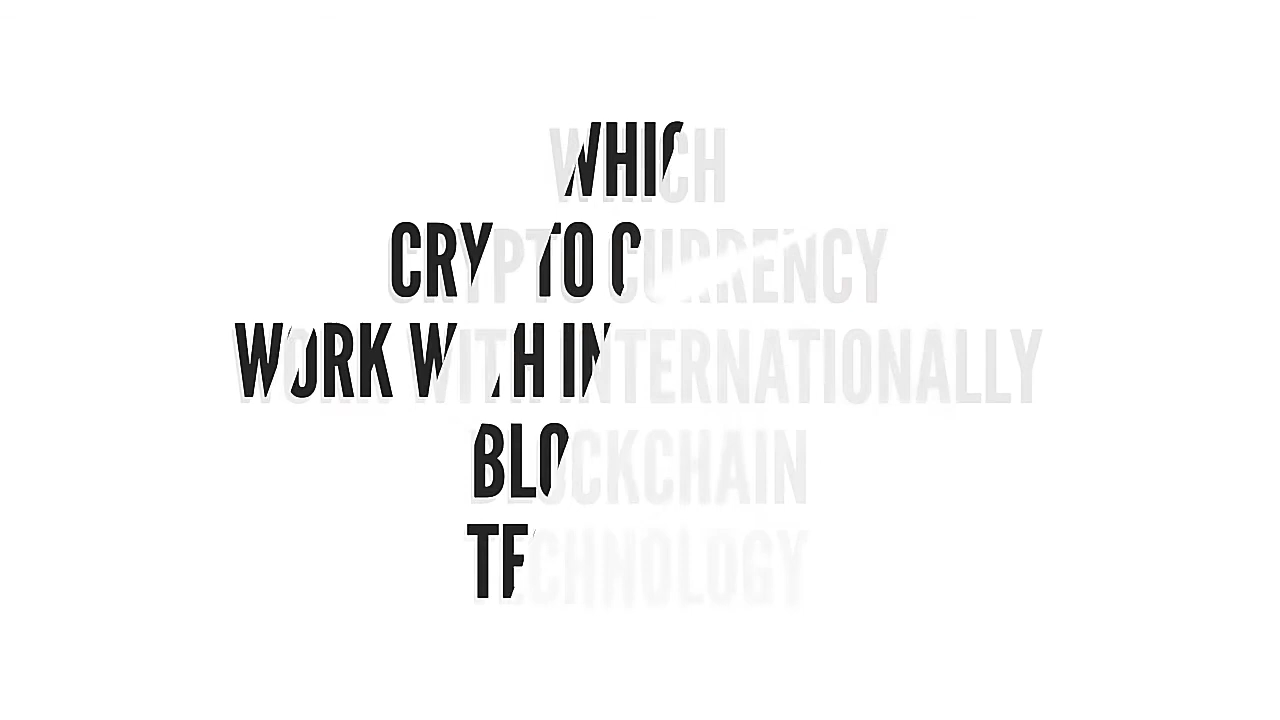 WHICH
CRYPTO CURRENCY
WORK WITH INTERNATIONALLY
BLOCKCHAIN
TECHNOLOGY